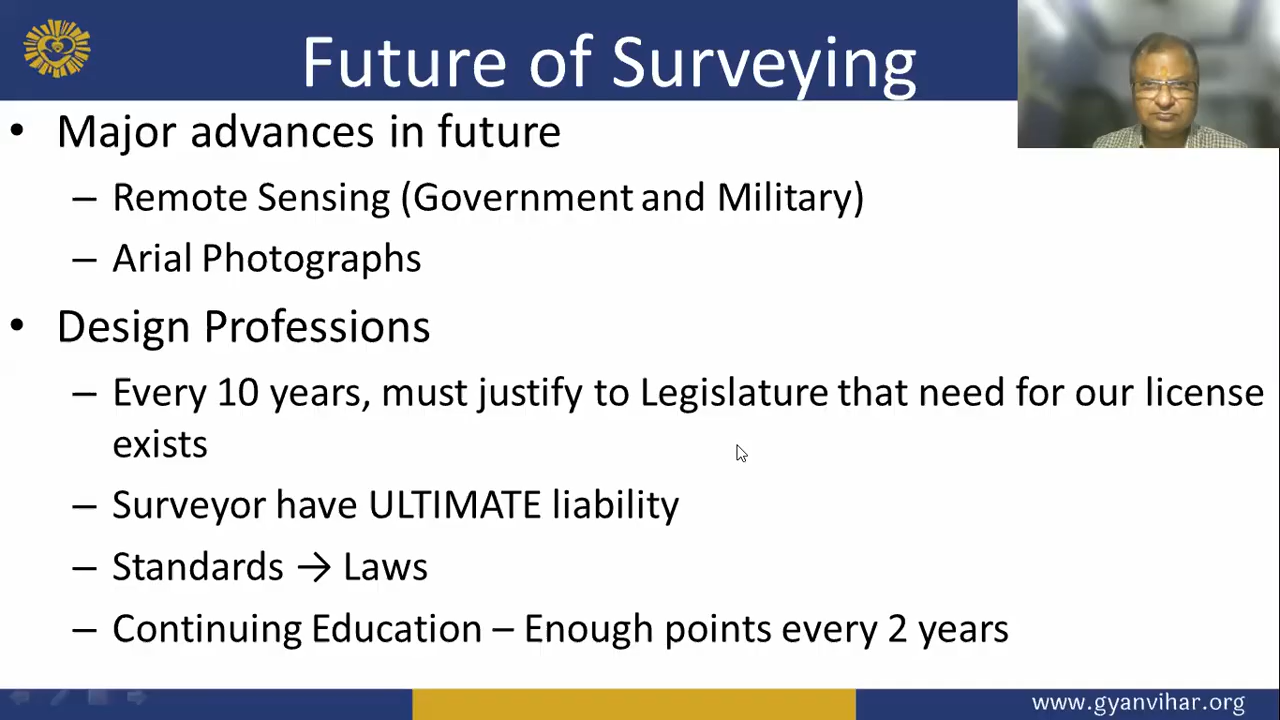 Future of Surveying
• Major advances in future
– Remote Sensing (Government and Military)
– Arial Photographs
• Design Professions
– Every 10 years, must justify to Legislature that need for our license
exists
– Surveyor have ULTIMATE liability
– Standards → Laws
– Continuing Education – Enough points every 2 years
www.gyanvihar.org